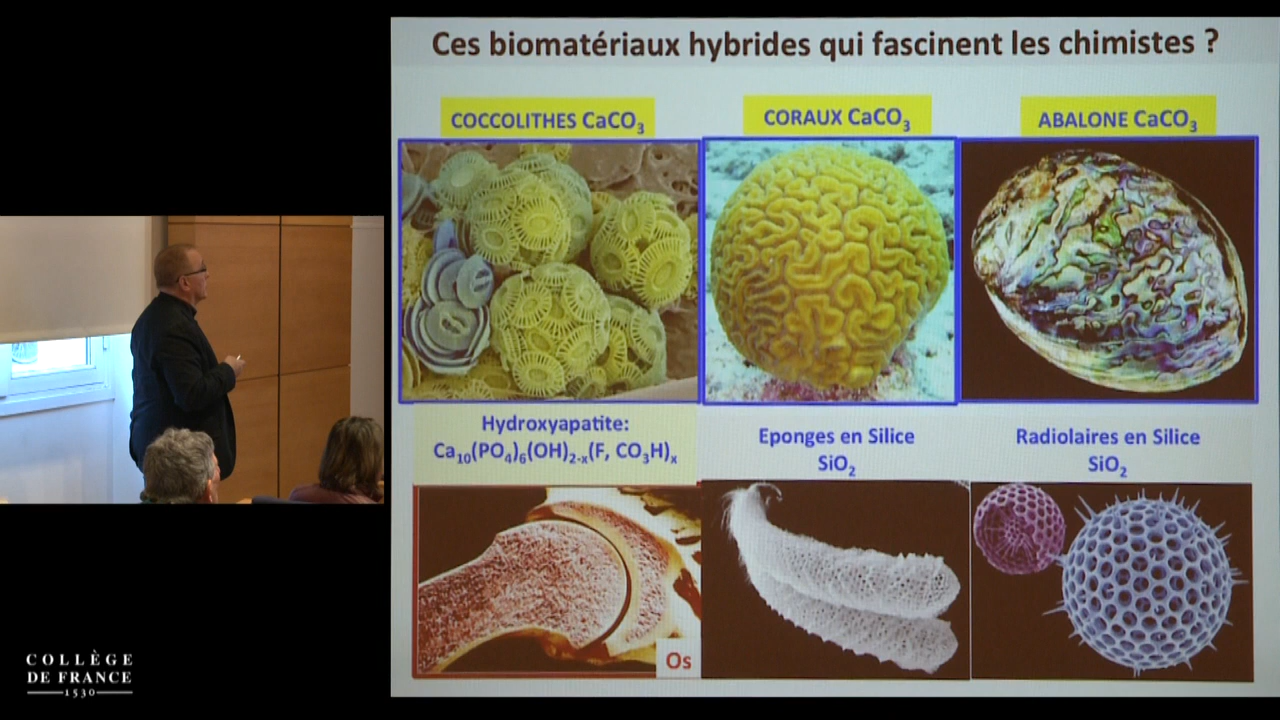 Ces biomatériaux hybrides qui fascinent les chimistes ?
COCCOLITHES CaCO₃
CORAUX CaCO₃
ABALONE CaCO₃
Hydroxyapatite:
Ca₁₀(PO₄)₆(OH)₂₋ₓ(F, CO₃H)ₓ
Eponges en Silice
SiO₂
Radiolaires en Silice
SiO₂
Os
COLLÈGE
DE FRANCE
1530